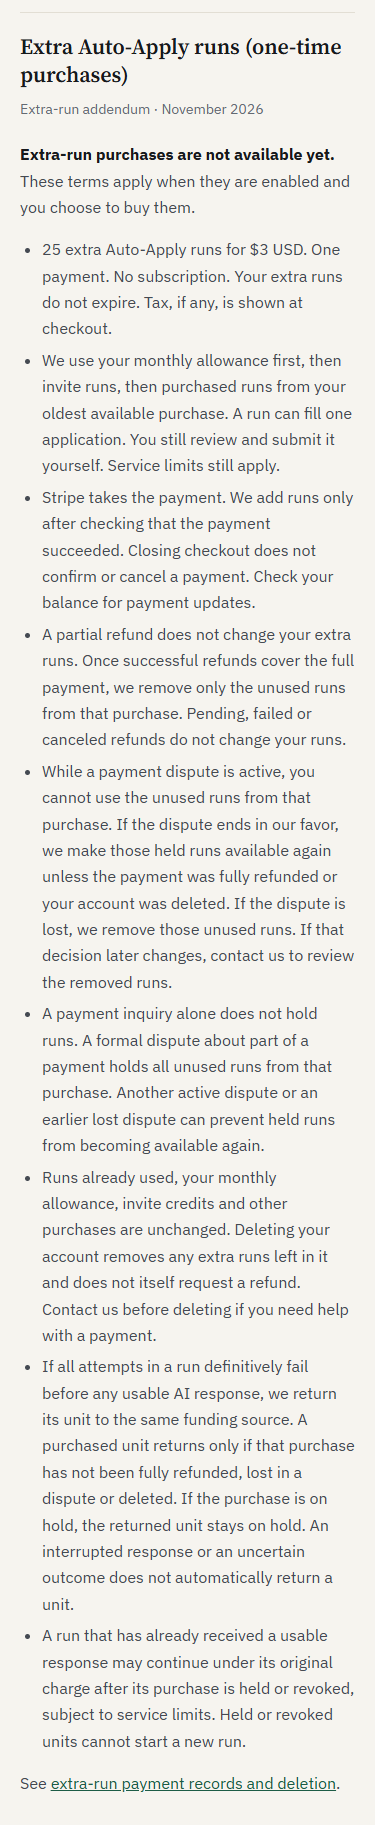 Extra Auto-Apply runs (one-time
purchases)
Extra-run addendum · November 2026
Extra-run purchases are not available yet.
These terms apply when they are enabled and
you choose to buy them.
• 25 extra Auto-Apply runs for $3 USD. One
payment. No subscription. Your extra runs
do not expire. Tax, if any, is shown at
checkout.
• We use your monthly allowance first, then
invite runs, then purchased runs from your
oldest available purchase. A run can fill one
application. You still review and submit it
yourself. Service limits still apply.
• Stripe takes the payment. We add runs only
after checking that the payment
succeeded. Closing checkout does not
confirm or cancel a payment. Check your
balance for payment updates.
• A partial refund does not change your extra
runs. Once successful refunds cover the full
payment, we remove only the unused runs
from that purchase. Pending, failed or
canceled refunds do not change your runs.
• While a payment dispute is active, you
cannot use the unused runs from that
purchase. If the dispute ends in our favor,
we make those held runs available again
unless the payment was fully refunded or
your account was deleted. If the dispute is
lost, we remove those unused runs. If that
decision later changes, contact us to review
the removed runs.
• A payment inquiry alone does not hold
runs. A formal dispute about part of a
payment holds all unused runs from that
purchase. Another active dispute or an
earlier lost dispute can prevent held runs
from becoming available again.
• Runs already used, your monthly
allowance, invite credits and other
purchases are unchanged. Deleting your
account removes any extra runs left in it
and does not itself request a refund.
Contact us before deleting if you need help
with a payment.
• If all attempts in a run definitively fail
before any usable AI response, we return
its unit to the same funding source. A
purchased unit returns only if that purchase
has not been fully refunded, lost in a
dispute or deleted. If the purchase is on
hold, the returned unit stays on hold. An
interrupted response or an uncertain
outcome does not automatically return a
unit.
• A run that has already received a usable
response may continue under its original
charge after its purchase is held or revoked,
subject to service limits. Held or revoked
units cannot start a new run.
See extra-run payment records and deletion.